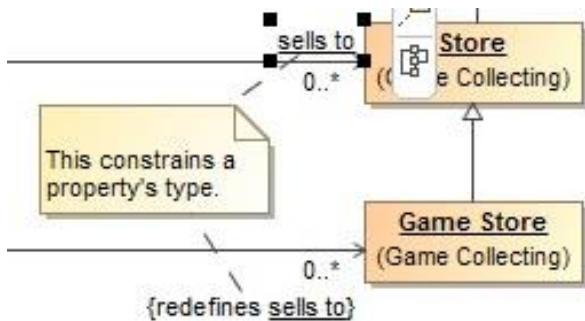 sells to
Store
0..*
e Collecting)
This constrains a
property's type.
Game Store
(Game Collecting)
0..*
{redefines sells to}